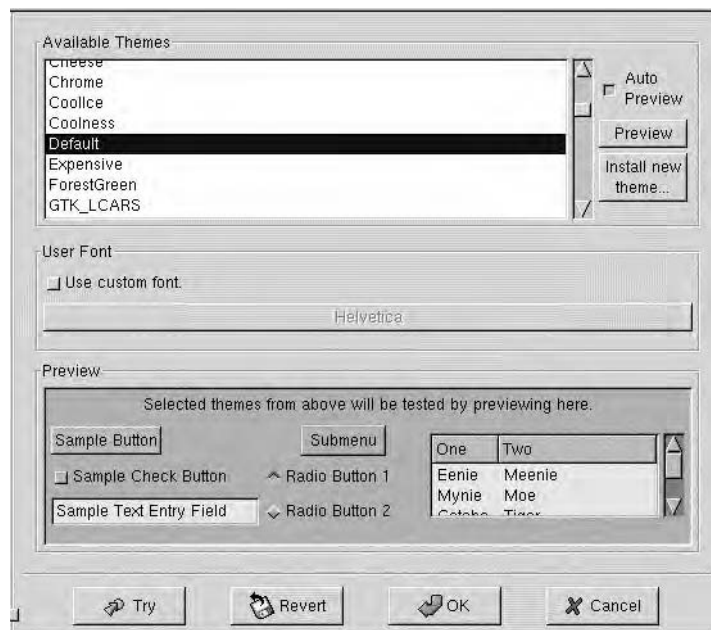 Available Themes
Cheese
Chrome
CoolIce
Coolness
Default
Expensive
ForestGreen
GTK_LCARS
Auto
Preview
Preview
Install new
theme...
User Font
Use custom font.
Helvetica
Preview
Selected themes from above will be tested by previewing here.
Sample Button
Submenu
Sample Check Button
Radio Button 1
Sample Text Entry Field
Radio Button 2
One Two
Eenie Meenie
Mynie Moe
Catcha Tiger
Try
Revert
OK
Cancel